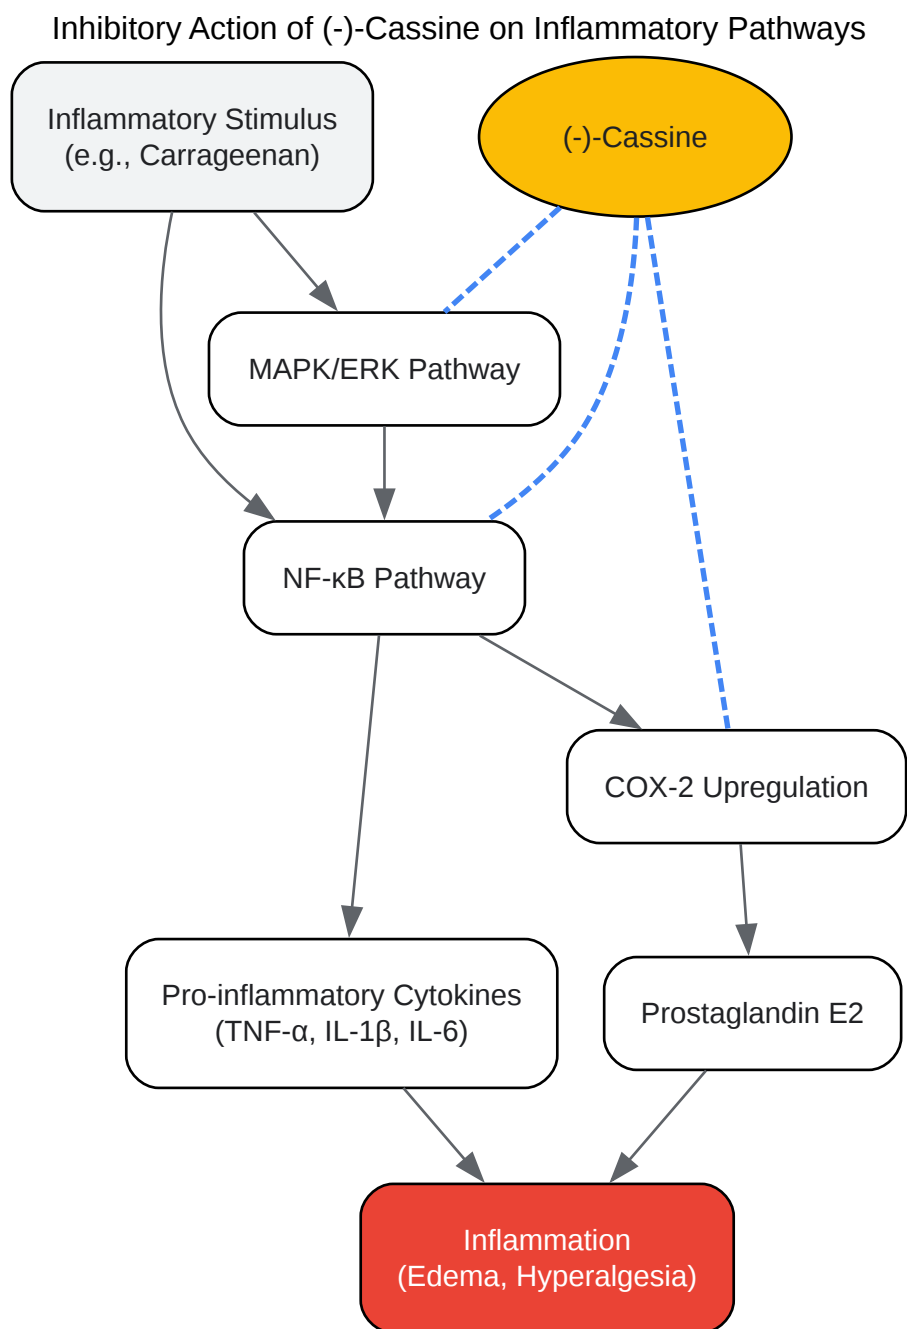 Inhibitory Action of (-)-Cassine on Inflammatory Pathways
Inflammatory Stimulus
(e.g., Carrageenan)
(-)-Cassine
MAPK/ERK Pathway
NF-κB Pathway
COX-2 Upregulation
Pro-inflammatory Cytokines
(TNF-α, IL-1β, IL-6)
Prostaglandin E2
Inflammation
(Edema, Hyperalgesia)